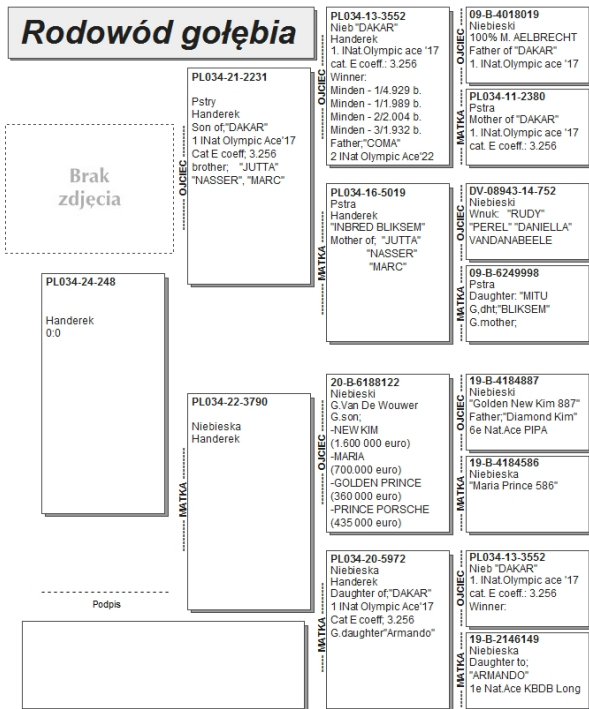 Rodowód gołębia
Brak
zdjęcia
PL034-24-248
Handerek
0:0
Podpis
OJCIEC
PL034-21-2231
Pstry
Handerek
Son of;"DAKAR"
1 INat Olympic Ace'17
Cat E coeff; 3.256
brother; "JUTTA"
"NASSER", "MARC"
MATKA
PL034-22-3790
Niebieska
Handerek
OJCIEC
PL034-13-3552
Nieb "DAKAR"
Handerek
1. INat.Olympic ace '17
cat. E coeff.: 3.256
Winner:
Minden - 1/4.929 b.
Minden - 1/1.989 b.
Minden - 2/2.004 b.
Minden - 3/1.932 b.
Father,"COMA"
2 INat Olympic Ace'22
MATKA
PL034-16-5019
Pstra
Handerek
"INBRED BLIKSEM"
Mother of; "JUTTA"
"NASSER"
"MARC"
OJCIEC
20-B-6188122
Niebieski
G.Van De Wouwer
G.son;
-NEW KIM
(1.600 000 euro)
-MARIA
(700.000 euro)
-GOLDEN PRINCE
(360 000 euro)
-PRINCE PORSCHE
(435 000 euro)
MATKA
PL034-20-5972
Niebieska
Handerek
Daughter of;"DAKAR"
1 INat Olympic Ace'17
Cat E coeff; 3.256
G.daughter"Armando"
OJCIEC
09-B-4018019
Niebieski
100% M. AELBRECHT
Father of "DAKAR"
1. INat.Olympic ace '17
MATKA
PL034-11-2380
Pstra
Mother of "DAKAR"
1. INat.Olympic ace '17
cat. E coeff.: 3.256
OJCIEC
DV-08943-14-752
Niebieski
Wnuk: "RUDY"
"PEREL" "DANIELLA"
VANDANABEELE
MATKA
09-B-6249998
Pstra
Daughter: "MITU
G,dht;"BLIKSEM"
G.mother;
OJCIEC
19-B-4184887
Niebieski
"Golden New Kim 887"
Father;"Diamond Kim"
6e Nat.Ace PIPA
MATKA
19-B-4184586
Niebieska
"Maria Prince 586"
OJCIEC
PL034-13-3552
Nieb "DAKAR"
1. INat.Olympic ace '17
cat. E coeff.: 3.256
Winner:
MATKA
19-B-2146149
Niebieska
Daughter to;
"ARMANDO"
1e Nat.Ace KBDB Long